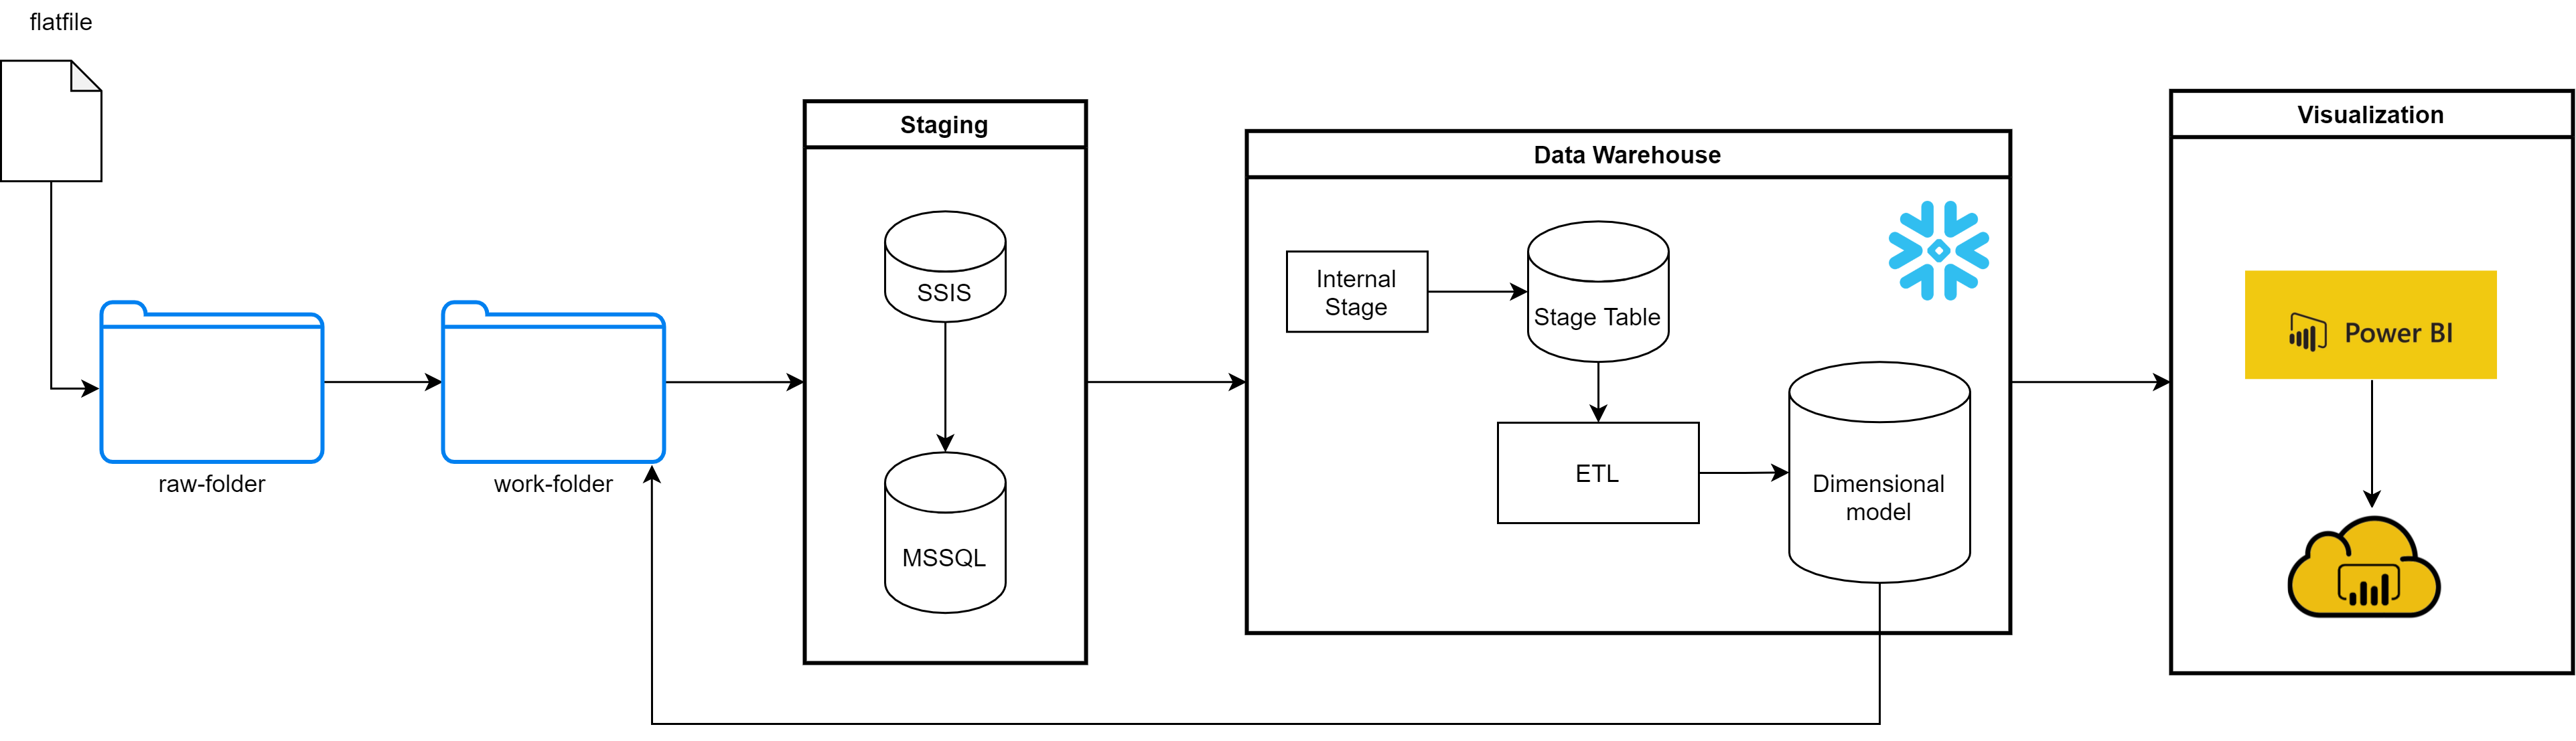 flatfile
raw-folder
work-folder
Staging
SSIS
MSSQL
Data Warehouse
Internal
Stage
Stage Table
ETL
Dimensional
model
Visualization
Power BI